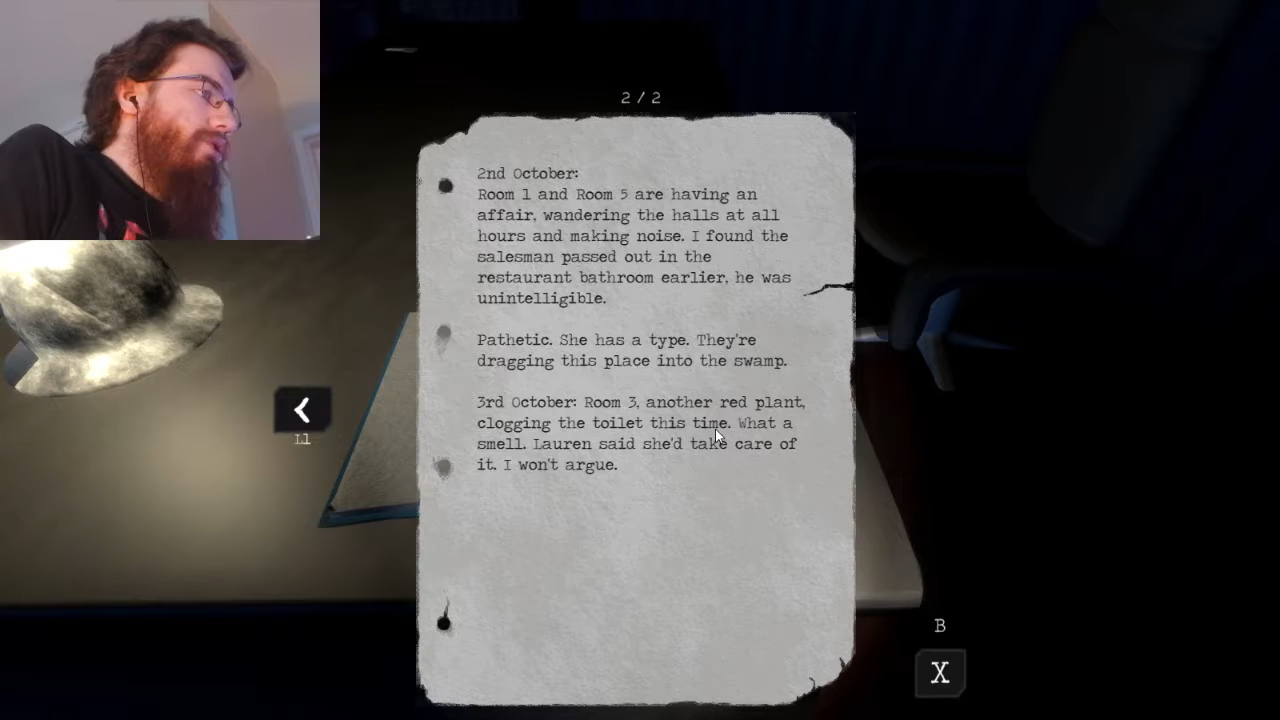 2 / 2
2nd October:
Room 1 and Room 5 are having an
affair, wandering the halls at all
hours and making noise. I found the
salesman passed out in the
restaurant bathroom earlier, he was
unintelligible.
Pathetic. She has a type. They're
dragging this place into the swamp.
3rd October: Room 3, another red plant,
clogging the toilet this time. What a
smell. Lauren said she'd take care of
it. I won't argue.
L1
B
X